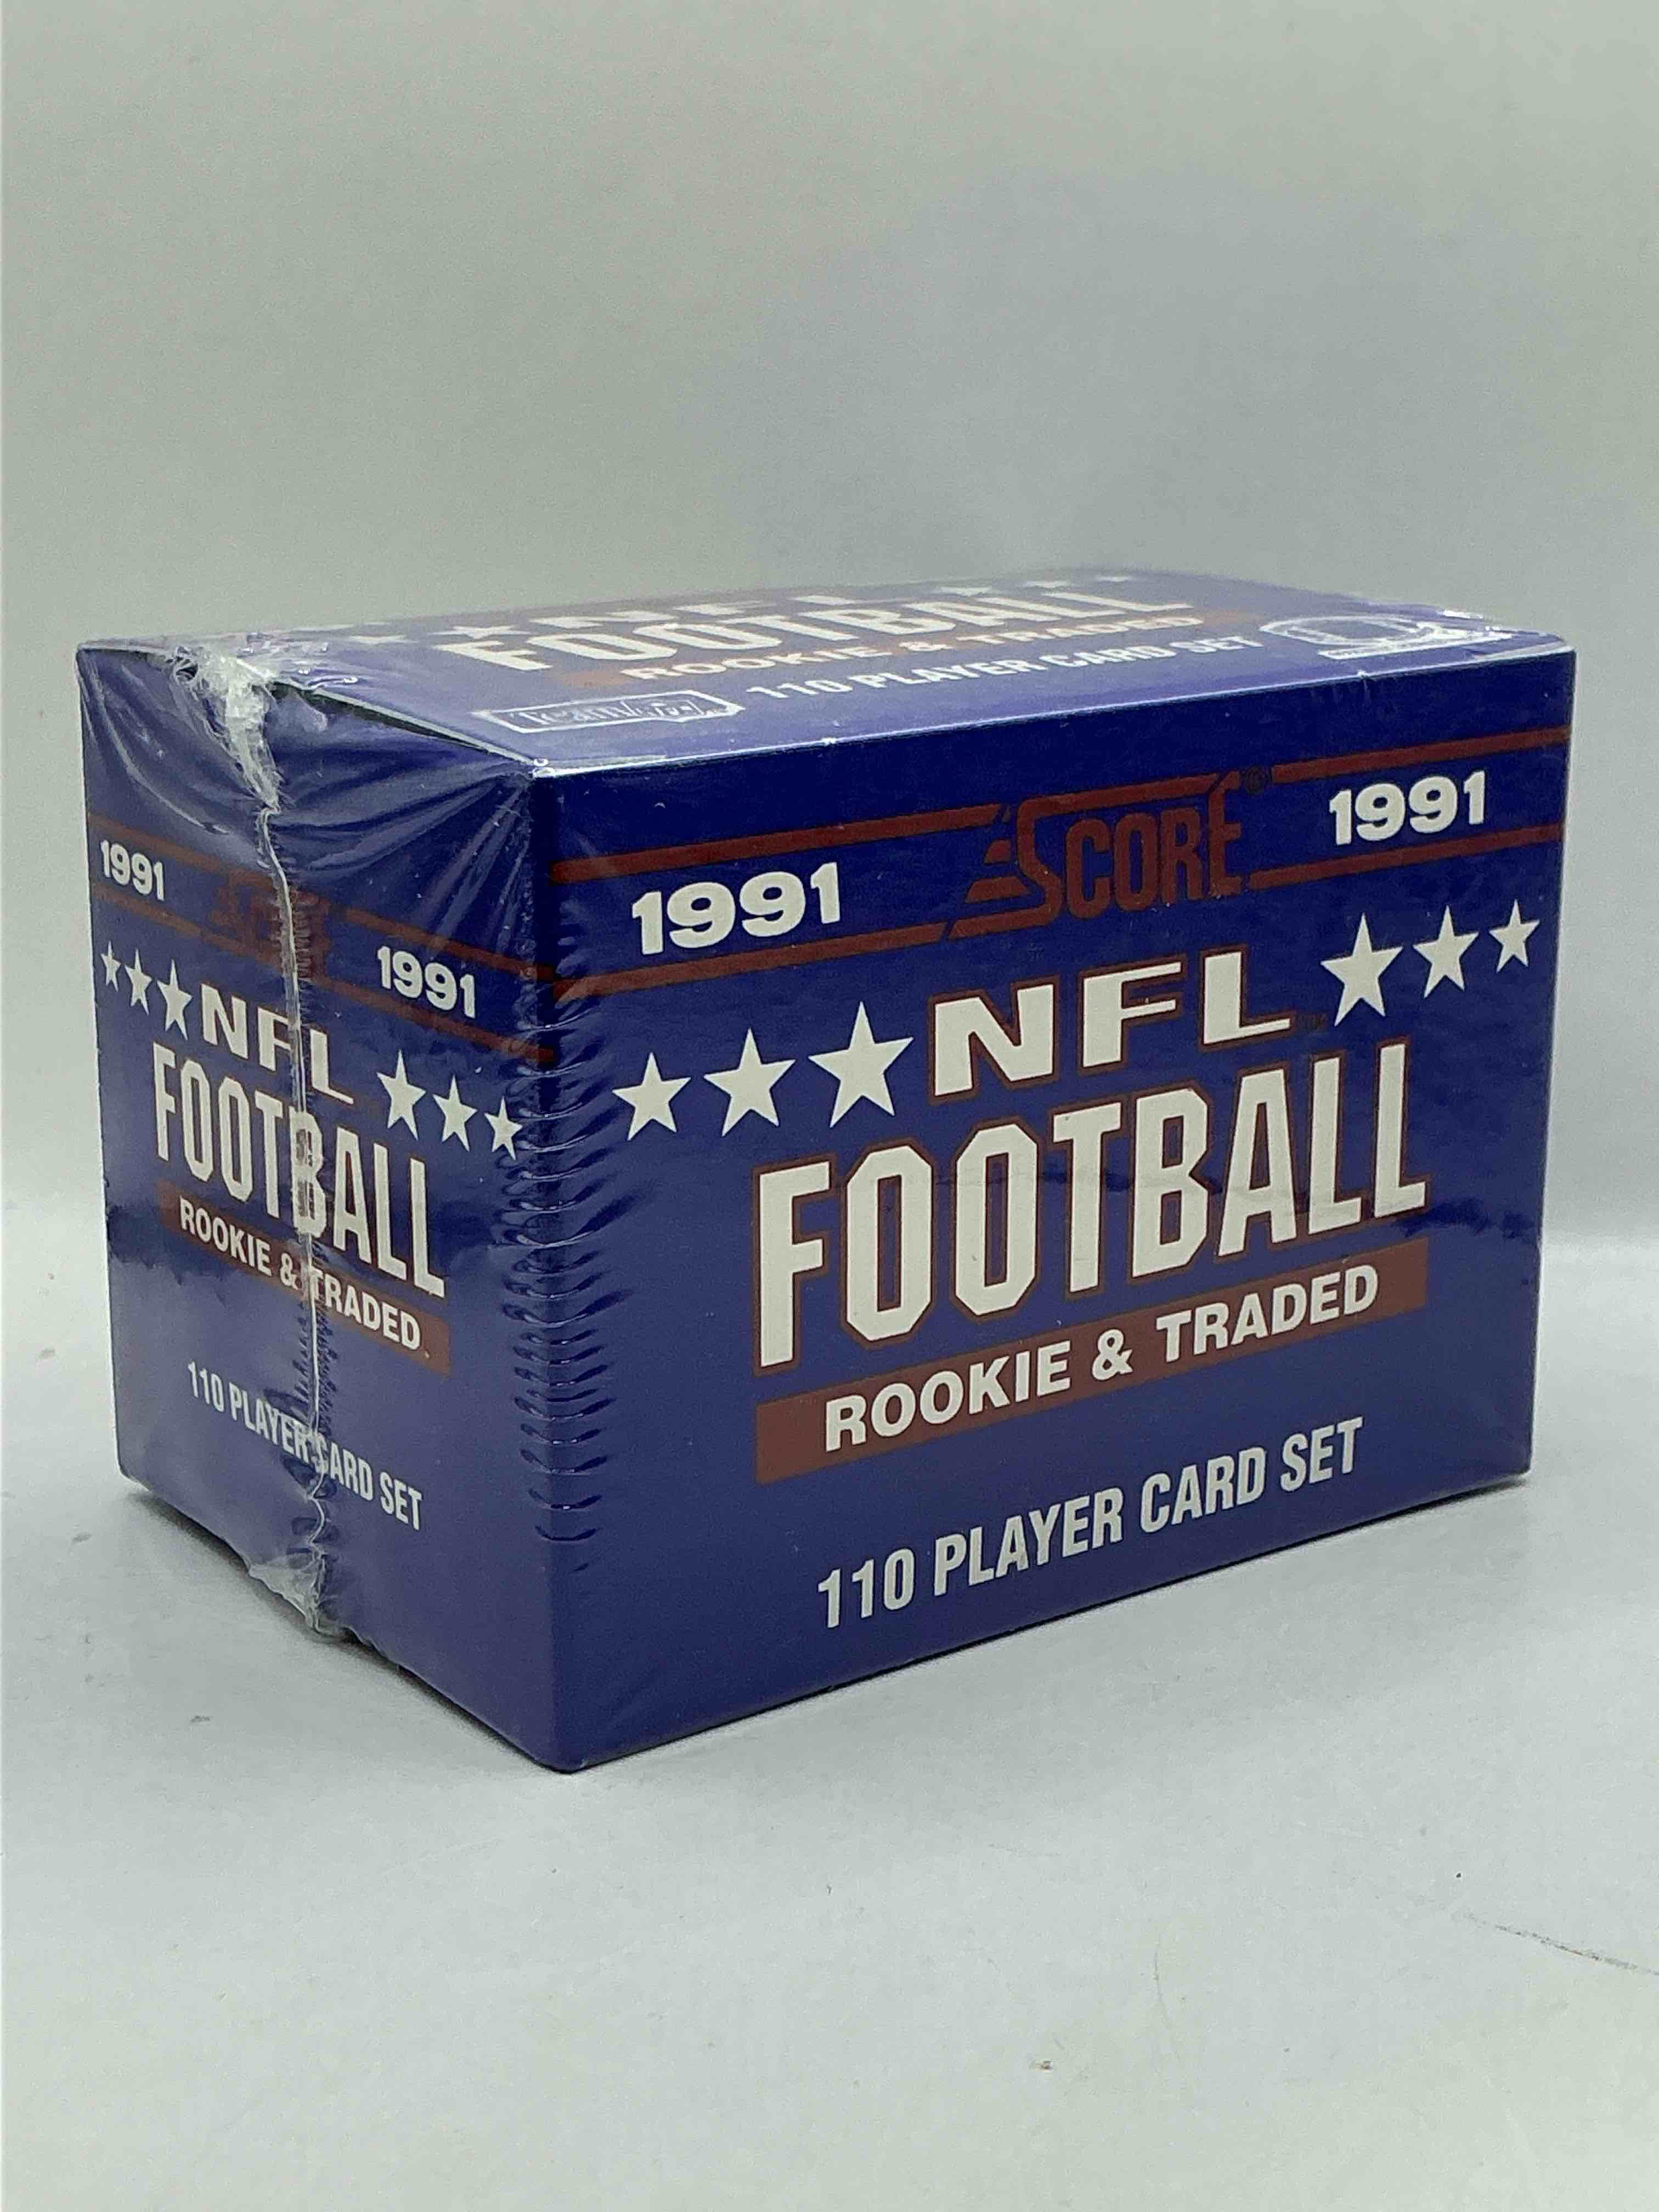 NFL
FOOTBALL
ROOKIE & TRADED
110 PLAYER CARD SET
1991
1991
NFL
FOOTBALL
ROOKIE & TRADED
110 PLAYER CARD SET
1991 SCORE® 1991
NFL
FOOTBALL
ROOKIE & TRADED
110 PLAYER CARD SET